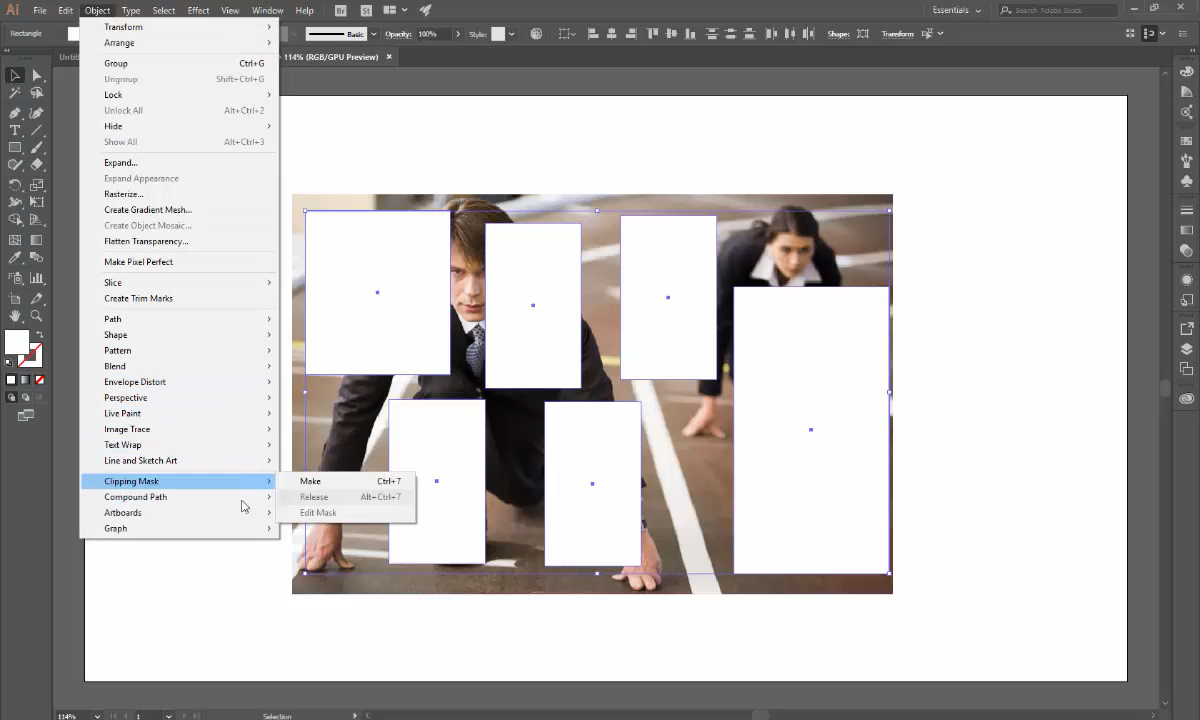 Ai File Edit Object Type Select Effect View Window Help Br St Essentials Search Adobe Stock
Rectangle Basic Opacity: 100% Style: Shape: Transform
Untit 114% (RGB/GPU Preview) ×
Transform
Arrange
Group Ctrl+G
Ungroup Shift+Ctrl+G
Lock
Unlock All Alt+Ctrl+2
Hide
Show All Alt+Ctrl+3
Expand...
Expand Appearance
Rasterize...
Create Gradient Mesh...
Create Object Mosaic...
Flatten Transparency...
Make Pixel Perfect
Slice
Create Trim Marks
Path
Shape
Pattern
Blend
Envelope Distort
Perspective
Live Paint
Image Trace
Text Wrap
Line and Sketch Art
Clipping Mask
Compound Path
Artboards
Graph
Make Ctrl+7
Release Alt+Ctrl+7
Edit Mask
114% 1 Selection